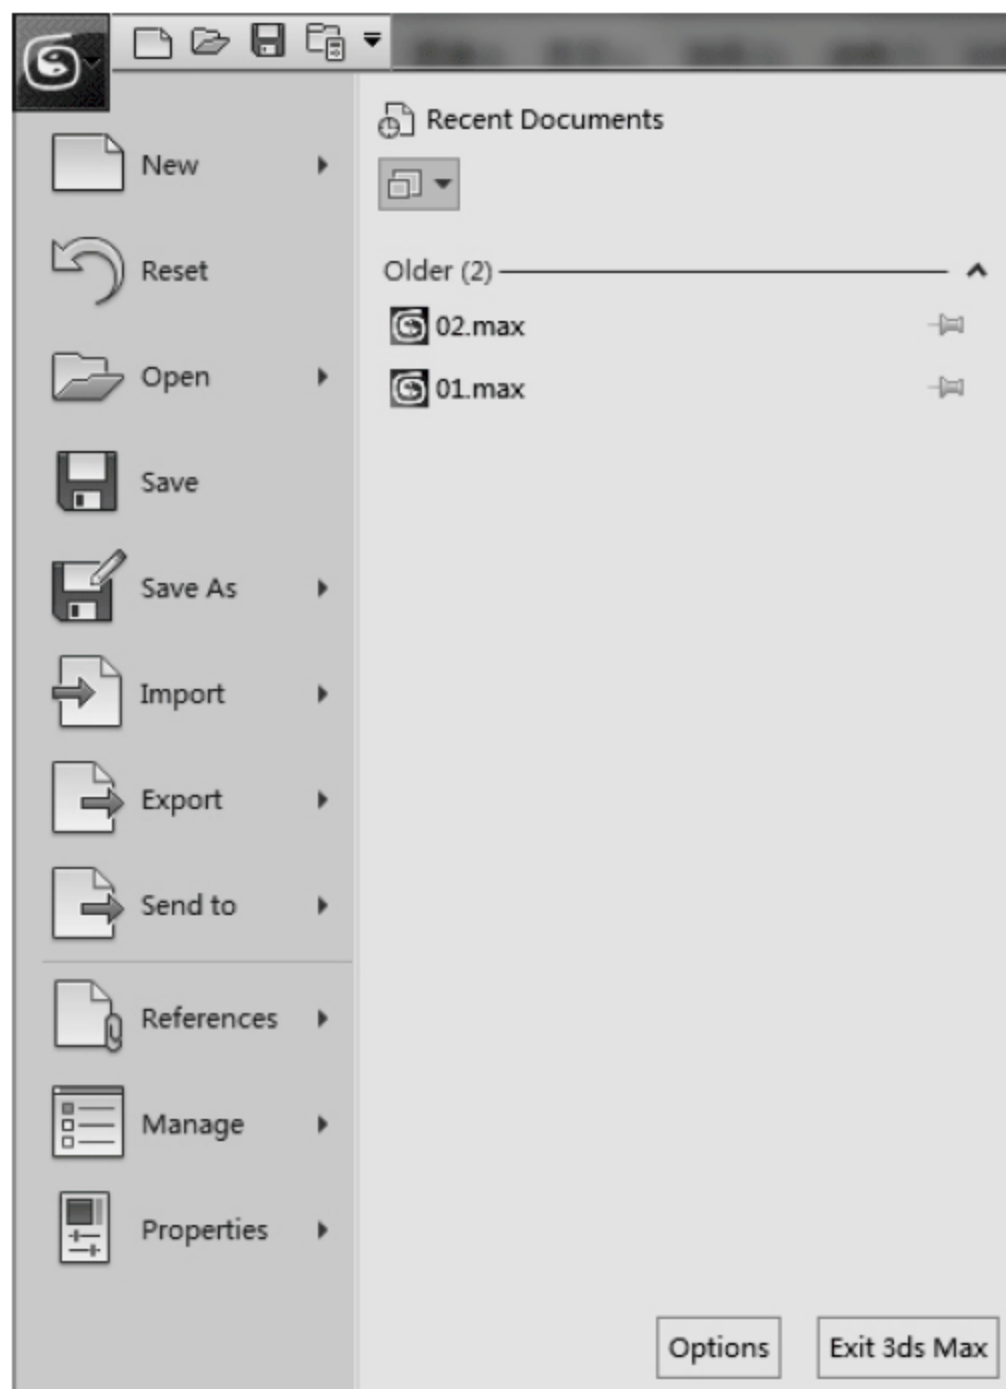 Recent Documents
New
Reset
Open
Save
Save As
Import
Export
Send to
References
Manage
Properties
Older (2)
02.max
01.max
Options
Exit 3ds Max